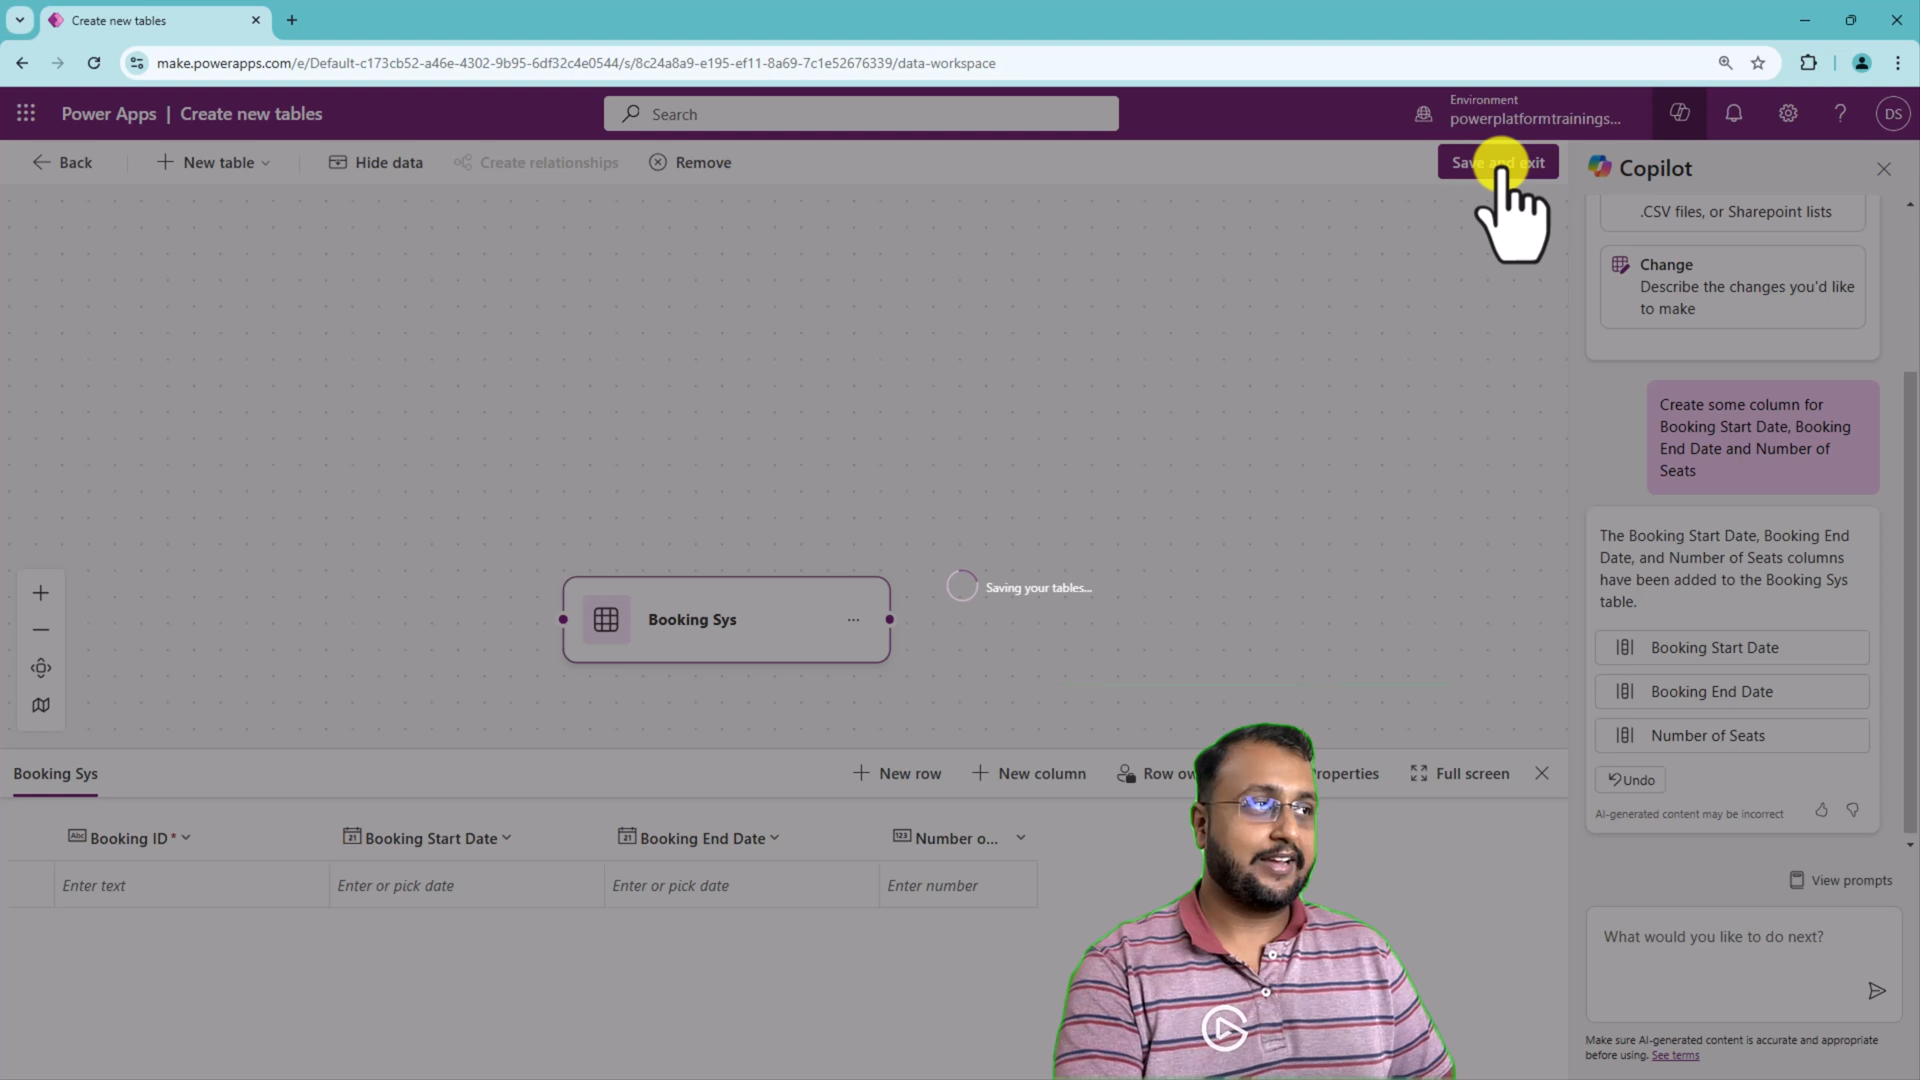 Create new tables
make.powerapps.com/e/Default-c173cb52-a46e-4302-9b95-6df32c4e0544/s/8c24a8a9-e195-ef11-8a69-7c1e52676339/data-workspace
Power Apps | Create new tables
Search
Environment
powerplatformtrainings...
DS
Back
New table
Hide data
Create relationships
Remove
Save and exit
Copilot
.CSV files, or Sharepoint lists
Change
Describe the changes you'd like
to make
Create some column for
Booking Start Date, Booking
End Date and Number of
Seats
The Booking Start Date, Booking End
Date, and Number of Seats columns
have been added to the Booking Sys
table.
Booking Start Date
Booking End Date
Number of Seats
Undo
AI-generated content may be incorrect
View prompts
What would you like to do next?
Make sure AI-generated content is accurate and appropriate
before using. See terms
Booking Sys
Saving your tables...
Booking Sys
New row
New column
Row ow
roperties
Full screen
Abc Booking ID *
21 Booking Start Date
21 Booking End Date
123 Number o...
Enter text
Enter or pick date
Enter or pick date
Enter number